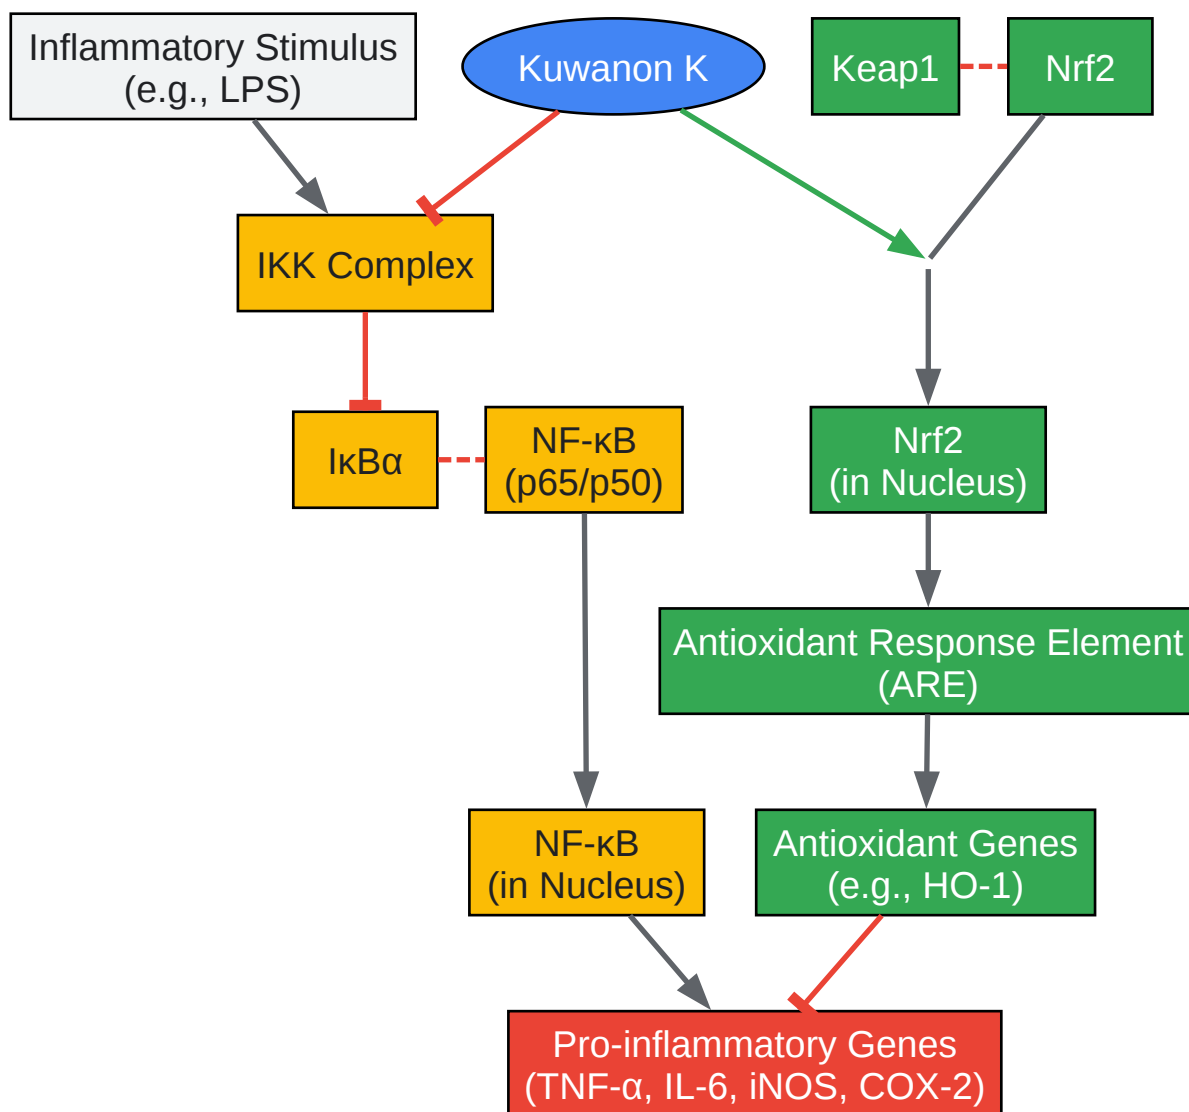 Inflammatory Stimulus
(e.g., LPS)
Kuwanon K
Keap1
Nrf2
IKK Complex
IκBα
NF-κB
(p65/p50)
Nrf2
(in Nucleus)
Antioxidant Response Element
(ARE)
NF-κB
(in Nucleus)
Antioxidant Genes
(e.g., HO-1)
Pro-inflammatory Genes
(TNF-α, IL-6, iNOS, COX-2)